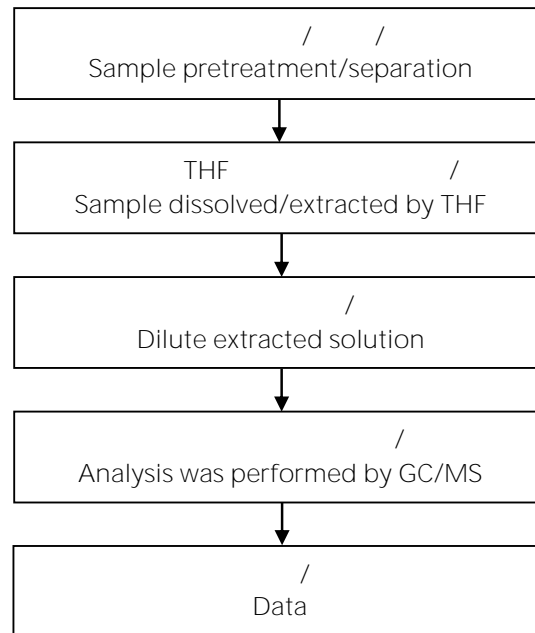 / /
Sample pretreatment/separation
THF /
Sample dissolved/extracted by THF
/
Dilute extracted solution
/
Analysis was performed by GC/MS
/
Data